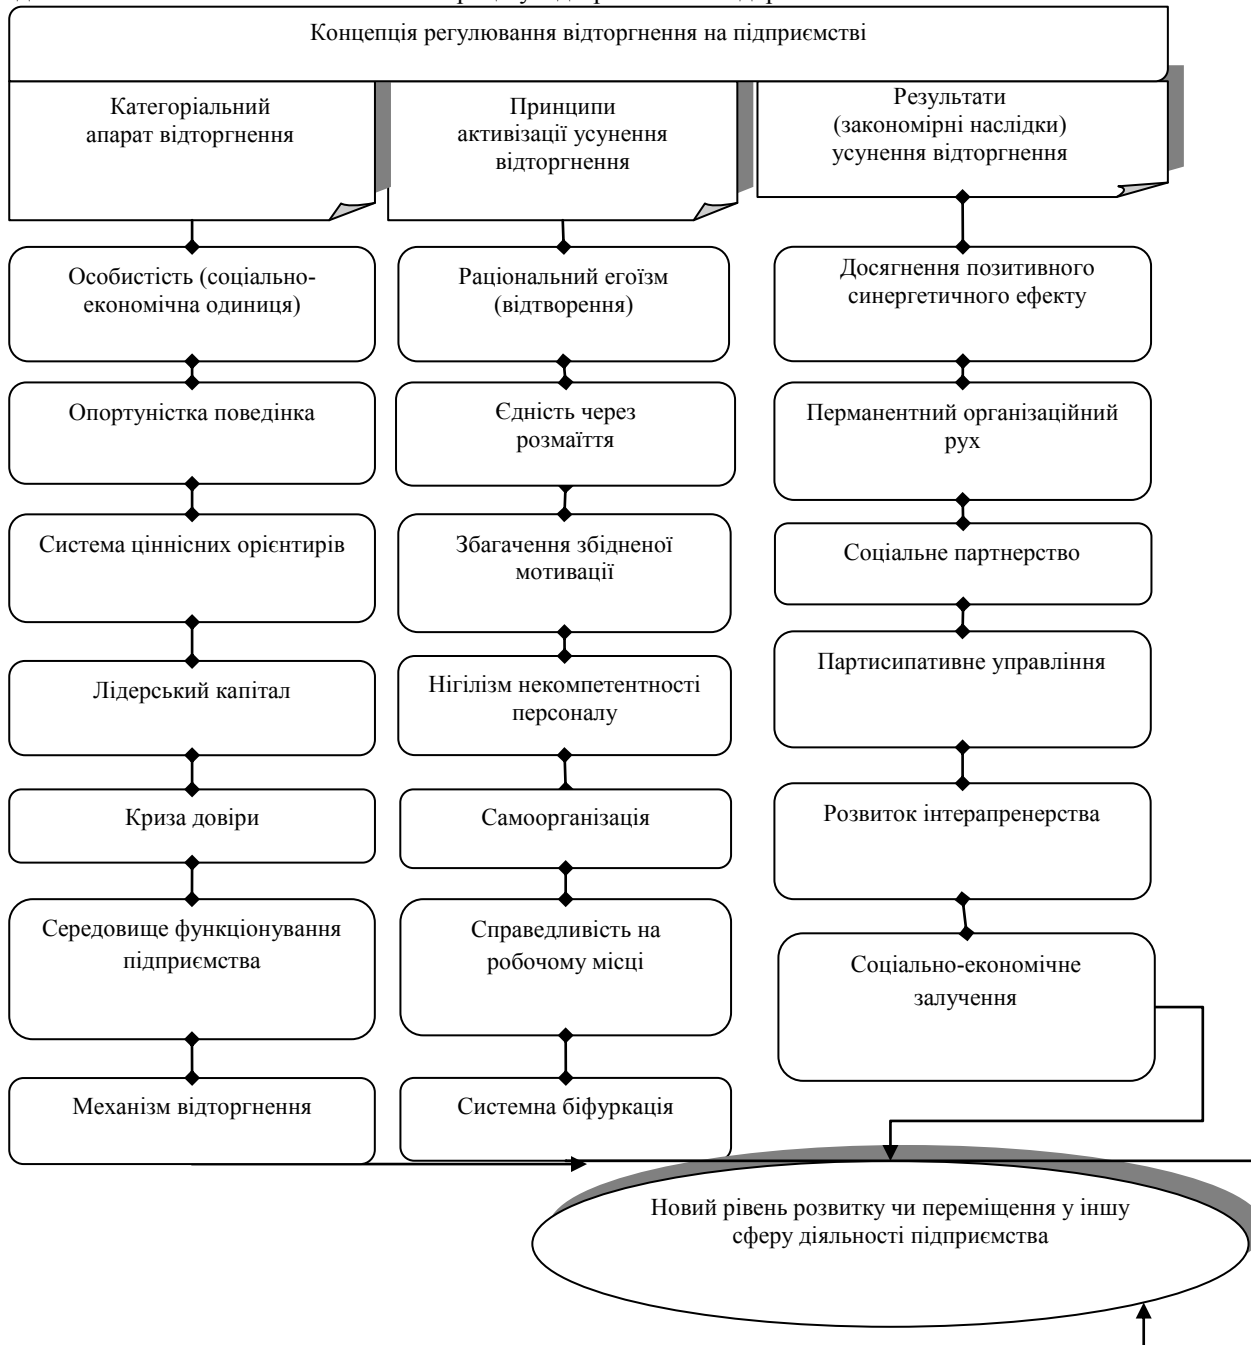 Концепція регулювання відторгнення на підприємстві
Категоріальний
апарат відторгнення
Принципи
активізації усунення
відторгнення
Результати
(закономірні наслідки)
усунення відторгнення
Особистість (соціально-
економічна одиниця)
Раціональний егоїзм
(відтворення)
Досягнення позитивного
синергетичного ефекту
Опортуністка поведінка
Єдність через
розмаїття
Перманентний організаційний
рух
Система ціннісних орієнтирів
Збагачення збідненої
мотивації
Соціальне партнерство
Лідерський капітал
Нігілізм некомпетентності
персоналу
Партисипативне управління
Криза довіри
Самоорганізація
Розвиток інтерапренерства
Середовище функціонування
підприємства
Справедливість на
робочому місці
Соціально-економічне
залучення
Механізм відторгнення
Системна біфуркація
Новий рівень розвитку чи переміщення у іншу
сферу діяльності підприємства